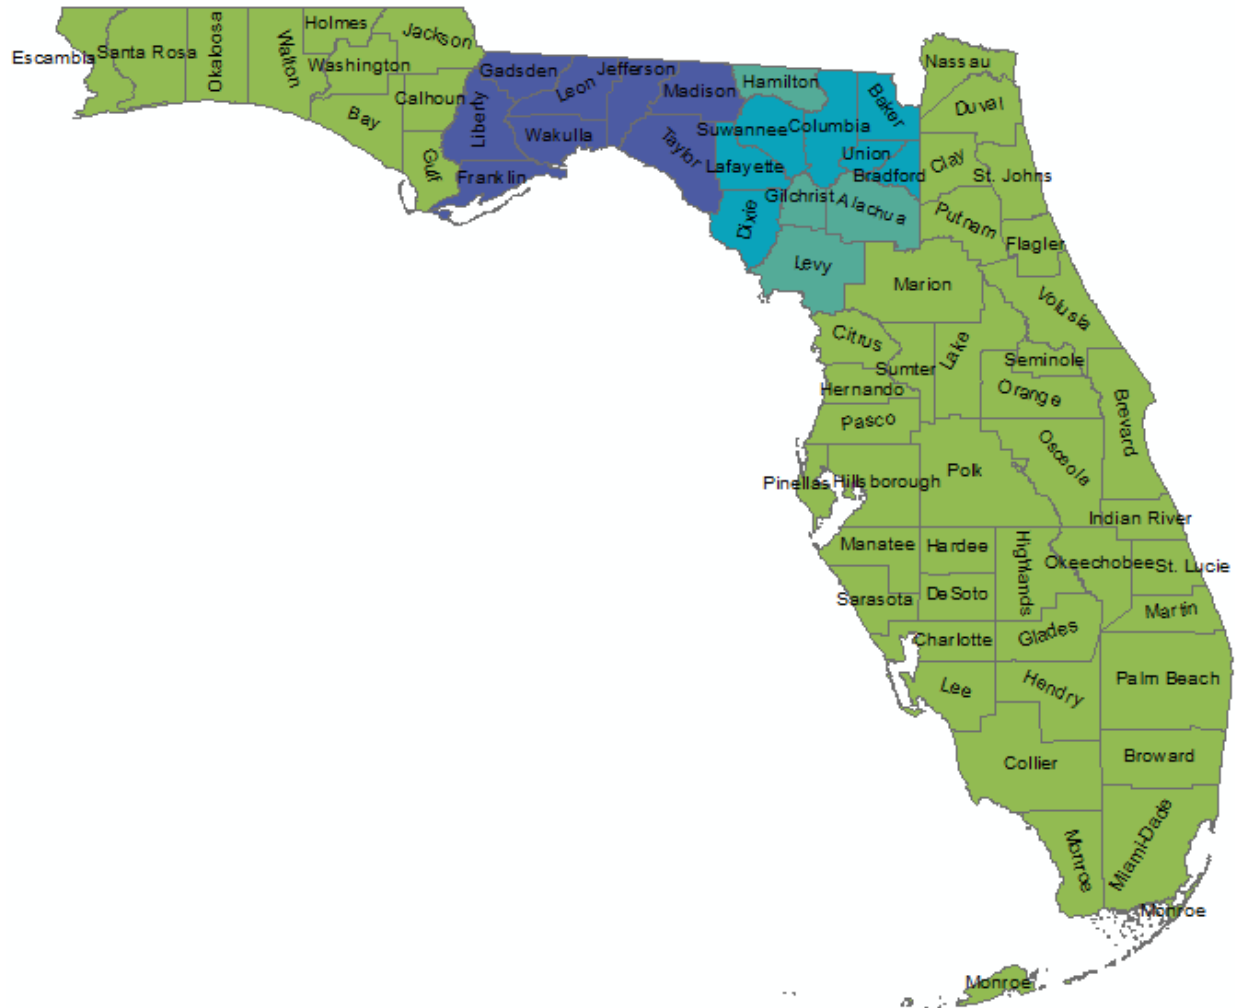 Holmes
Jackson
Escambia
Santa Rosa
Okaloosa
Walton
Washington
Gadsden
Leon
Jefferson
Madison
Hamilton
Baker
Nassau
Calhoun
Bay
Liberty
Wakulla
Taylor
Suwannee
Columbia
Duval
Gulf
Franklin
Lafayette
Union
Bradford
Clay
St. Johns
Dixie
Gilchrist
Alachua
Putnam
Flagler
Levy
Marion
Volusia
Citrus
Sumter
Lake
Seminole
Hernando
Orange
Brevard
Pasco
Osceola
Pinellas
Hillsborough
Polk
Indian River
Manatee
Hardee
Highlands
Okeechobee
St. Lucie
Sarasota
DeSoto
Martin
Charlotte
Glades
Lee
Hendry
Palm Beach
Collier
Broward
Monroe
Miami-Dade
Monroe
Monroe